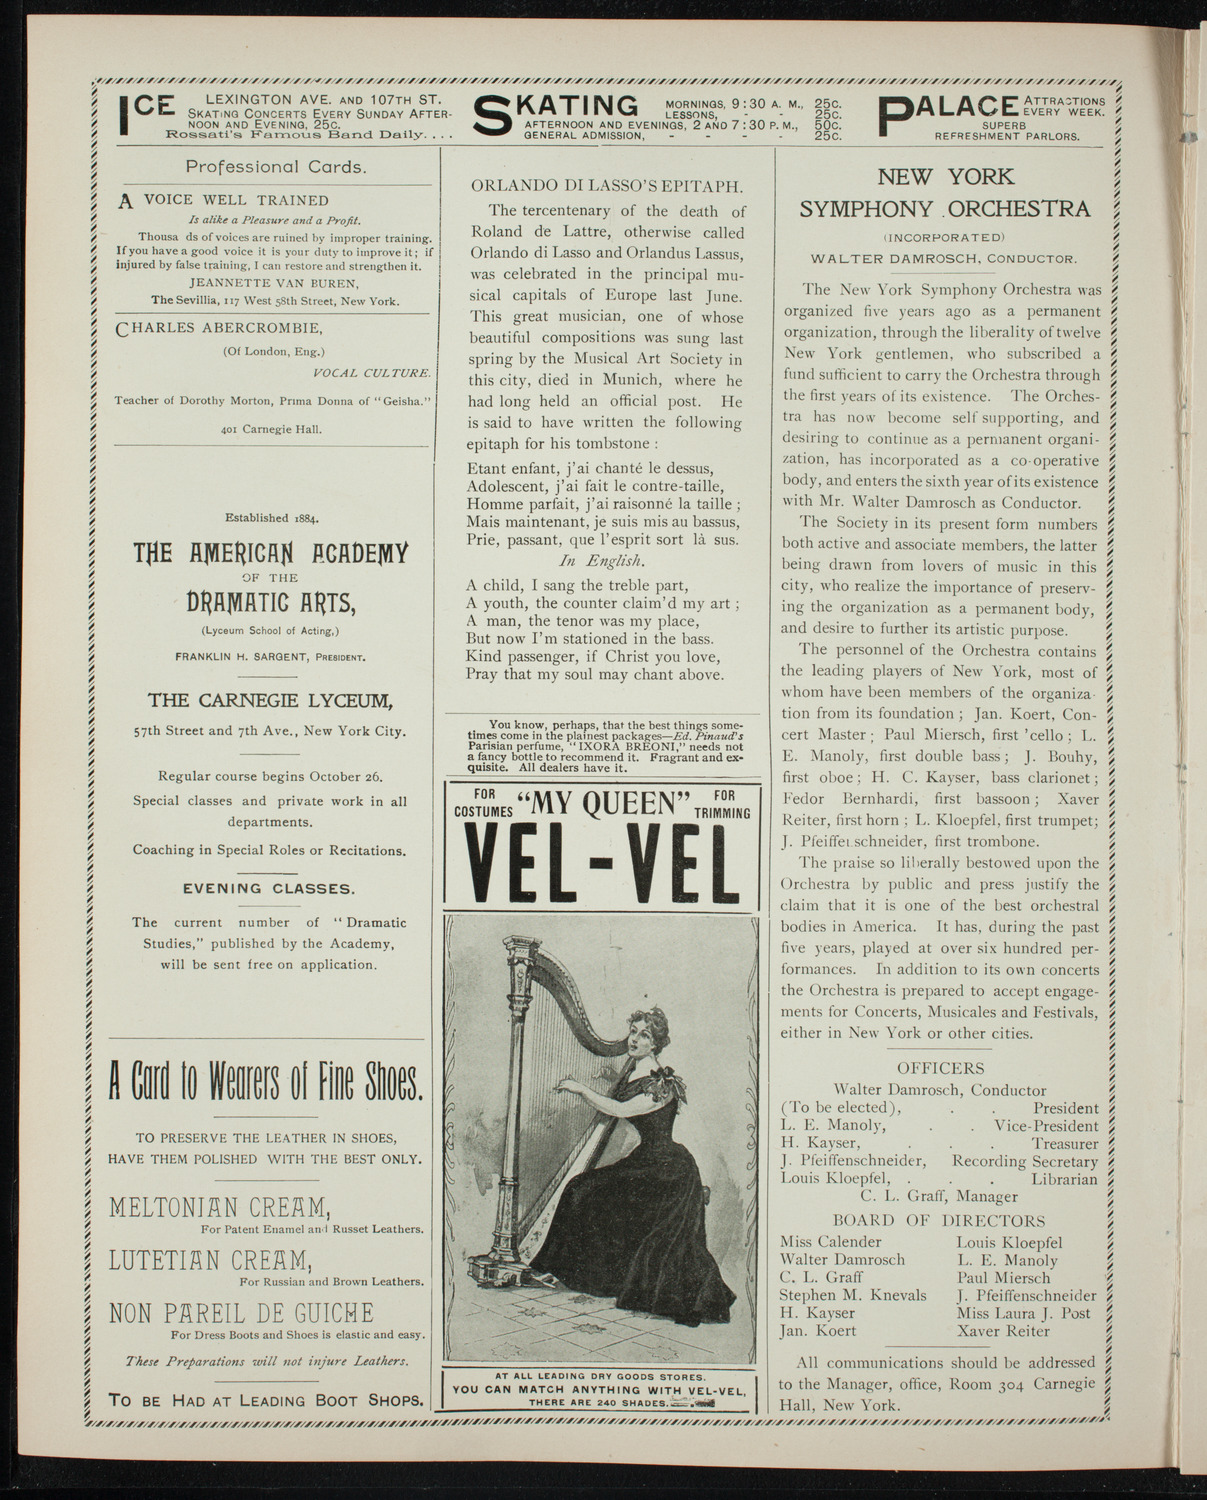 ICE
LEXINGTON AVE. AND 107TH ST.
SKATING CONCERTS EVERY SUNDAY AFTER-
NOON AND EVENING, 25C.
Rossati's Famous Band Daily. . . .
SKATING
MORNINGS, 9:30 A. M., 25C.
LESSONS, - - 25C.
AFTERNOON AND EVENINGS, 2 AND 7:30 P. M., 50C.
GENERAL ADMISSION, - - - - 25C.
PALACE
ATTRACTIONS
EVERY WEEK.
SUPERB
REFRESHMENT PARLORS.
Professional Cards.
A VOICE WELL TRAINED
Is alike a Pleasure and a Profit.
Thousa ds of voices are ruined by improper training.
If you have a good voice it is your duty to improve it; if
injured by false training, I can restore and strengthen it.
JEANNETTE VAN BUREN,
The Sevillia, 117 West 58th Street, New York.
CHARLES ABERCROMBIE,
(Of London, Eng.)
VOCAL CULTURE.
Teacher of Dorothy Morton, Prima Donna of "Geisha."
401 Carnegie Hall.
Established 1884.
THE AMERICAN ACADEMY
OF THE
DRAMATIC ARTS,
(Lyceum School of Acting,)
FRANKLIN H. SARGENT, PRESIDENT.
THE CARNEGIE LYCEUM,
57th Street and 7th Ave., New York City.
Regular course begins October 26.
Special classes and private work in all
departments.
Coaching in Special Roles or Recitations.
EVENING CLASSES.
The current number of "Dramatic
Studies," published by the Academy,
will be sent free on application.
A Card to Wearers of Fine Shoes.
TO PRESERVE THE LEATHER IN SHOES,
HAVE THEM POLISHED WITH THE BEST ONLY.
MELTONIAN CREAM,
For Patent Enamel and Russet Leathers.
LUTETIAN CREAM,
For Russian and Brown Leathers.
NON PAREIL DE GUICHE
For Dress Boots and Shoes is elastic and easy.
These Preparations will not injure Leathers.
TO BE HAD AT LEADING BOOT SHOPS.
ORLANDO DI LASSO'S EPITAPH.
The tercentenary of the death of
Roland de Lattre, otherwise called
Orlando di Lasso and Orlandus Lassus,
was celebrated in the principal mu-
sical capitals of Europe last June.
This great musician, one of whose
beautiful compositions was sung last
spring by the Musical Art Society in
this city, died in Munich, where he
had long held an official post. He
is said to have written the following
epitaph for his tombstone :
Etant enfant, j'ai chanté le dessus,
Adolescent, j'ai fait le contre-taille,
Homme parfait, j'ai raisonné la taille ;
Mais maintenant, je suis mis au bassus,
Prie, passant, que l'esprit sort là sus.
In English.
A child, I sang the treble part,
A youth, the counter claim'd my art ;
A man, the tenor was my place,
But now I'm stationed in the bass.
Kind passenger, if Christ you love,
Pray that my soul may chant above.
You know, perhaps, that the best things some-
times come in the plainest packages—Ed. Pinaud's
Parisian perfume, "IXORA BREONI," needs not
a fancy bottle to recommend it. Fragrant and ex-
quisite. All dealers have it.
FOR COSTUMES "MY QUEEN" FOR TRIMMING
VEL-VEL
AT ALL LEADING DRY GOODS STORES.
YOU CAN MATCH ANYTHING WITH VEL-VEL,
THERE ARE 240 SHADES.
NEW YORK
SYMPHONY ORCHESTRA
(INCORPORATED)
WALTER DAMROSCH, CONDUCTOR.
The New York Symphony Orchestra was
organized five years ago as a permanent
organization, through the liberality of twelve
New York gentlemen, who subscribed a
fund sufficient to carry the Orchestra through
the first years of its existence. The Orches-
tra has now become self supporting, and
desiring to continue as a permanent organi-
zation, has incorporated as a co-operative
body, and enters the sixth year of its existence
with Mr. Walter Damrosch as Conductor.
The Society in its present form numbers
both active and associate members, the latter
being drawn from lovers of music in this
city, who realize the importance of preserv-
ing the organization as a permanent body,
and desire to further its artistic purpose.
The personnel of the Orchestra contains
the leading players of New York, most of
whom have been members of the organiza-
tion from its foundation ; Jan. Koert, Con-
cert Master ; Paul Miersch, first 'cello ; L.
E. Manoly, first double bass ; J. Bouhy,
first oboe ; H. C. Kayser, bass clarionet ;
Fedor Bernhardi, first bassoon ; Xaver
Reiter, first horn ; L. Kloepfel, first trumpet;
J. Pfeiffenschneider, first trombone.
The praise so liberally bestowed upon the
Orchestra by public and press justify the
claim that it is one of the best orchestral
bodies in America. It has, during the past
five years, played at over six hundred per-
formances. In addition to its own concerts
the Orchestra is prepared to accept engage-
ments for Concerts, Musicales and Festivals,
either in New York or other cities.
OFFICERS
Walter Damrosch, Conductor
(To be elected), . . President
L. E. Manoly, . . Vice-President
H. Kayser, . . . Treasurer
J. Pfeiffenschneider, Recording Secretary
Louis Kloepfel, . . . Librarian
C. L. Graff, Manager
BOARD OF DIRECTORS
Miss Calender Louis Kloepfel
Walter Damrosch L. E. Manoly
C. L. Graff Paul Miersch
Stephen M. Knevals J. Pfeiffenschneider
H. Kayser Miss Laura J. Post
Jan. Koert Xaver Reiter
All communications should be addressed
to the Manager, office, Room 304 Carnegie
Hall, New York.